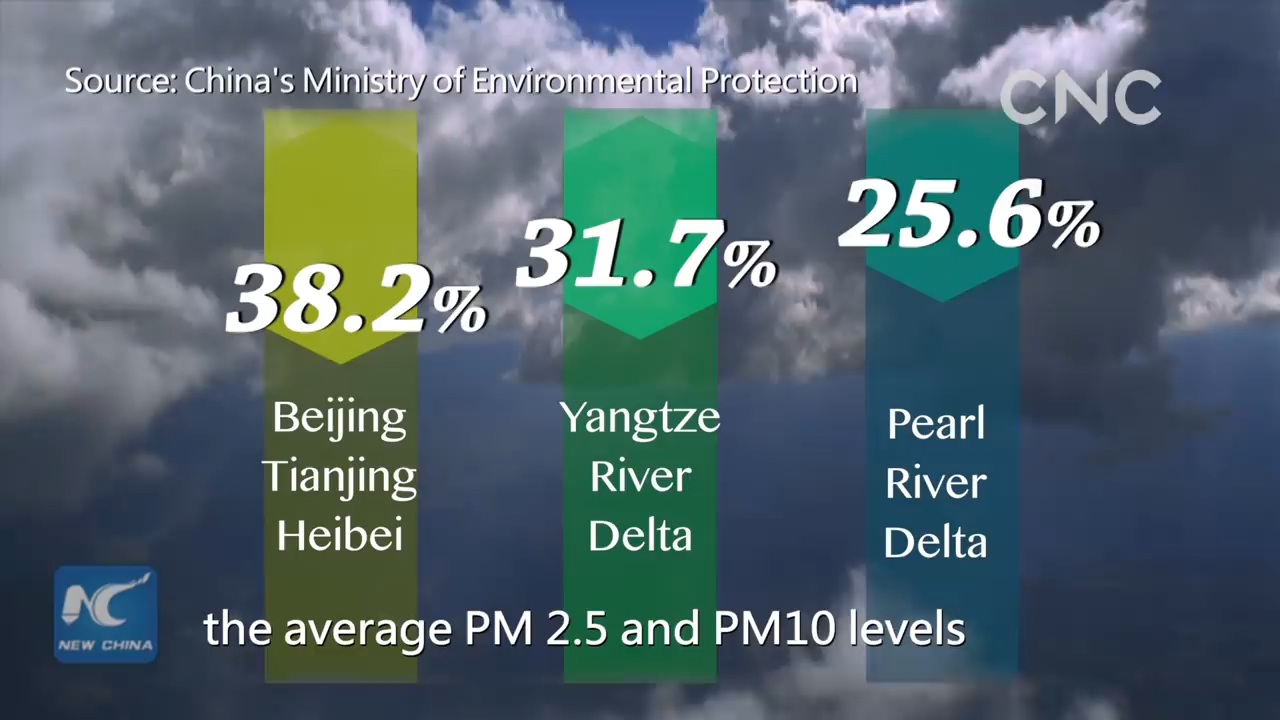 Source: China's Ministry of Environmental Protection
CNC
38.2%
31.7%
25.6%
Beijing
Tianjing
Heibei
Yangtze
River
Delta
Pearl
River
Delta
NC
NEW CHINA
the average PM 2.5 and PM10 levels